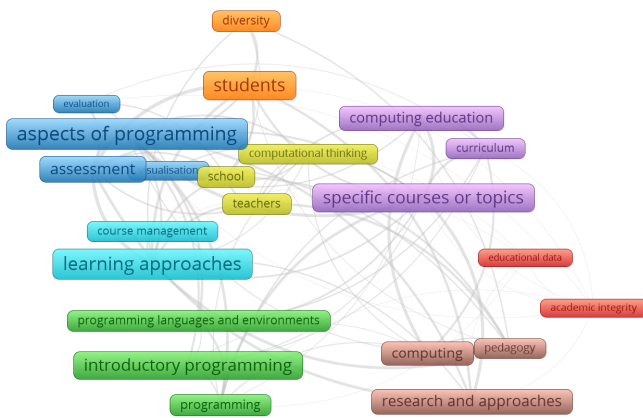 diversity
students
evaluation
computing education
aspects of programming
curriculum
computational thinking
assessment
sualisation
school
specific courses or topics
teachers
course management
educational data
learning approaches
academic integrity
programming languages and environments
pedagogy
computing
introductory programming
research and approaches
programming